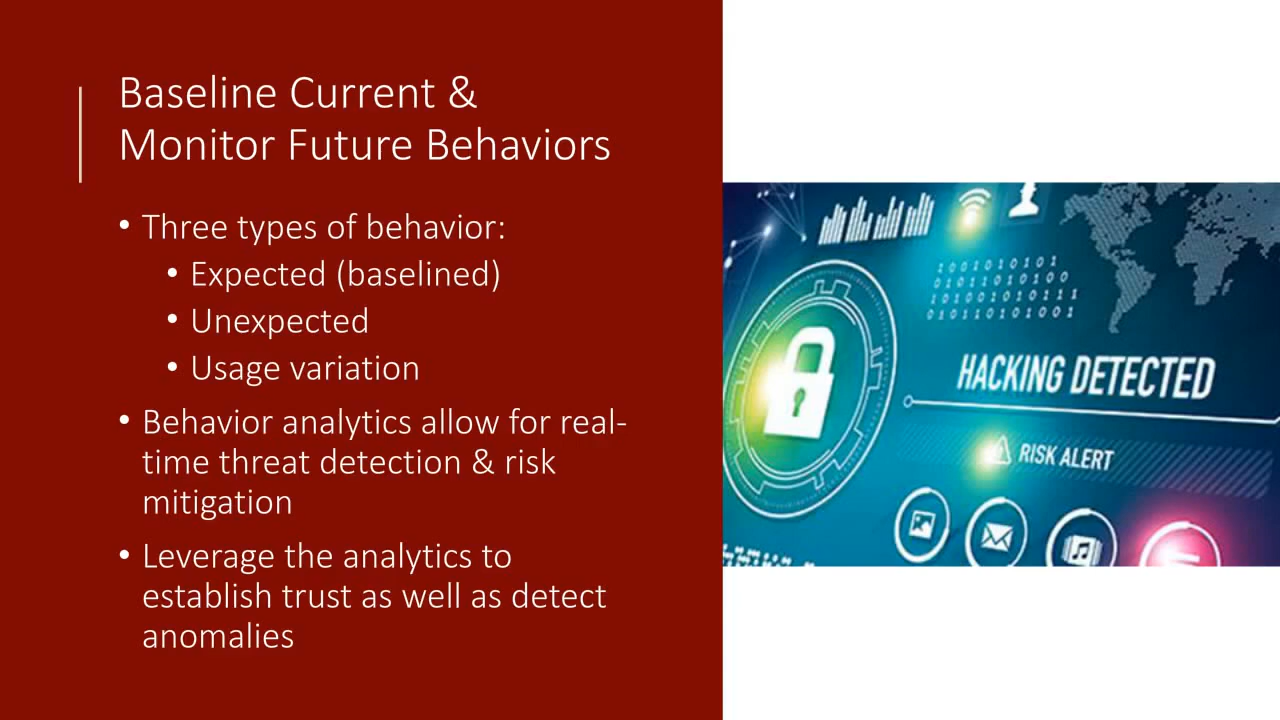 Baseline Current &
Monitor Future Behaviors
• Three types of behavior:
• Expected (baselined)
• Unexpected
• Usage variation
• Behavior analytics allow for real-
time threat detection & risk
mitigation
• Leverage the analytics to
establish trust as well as detect
anomalies
HACKING DETECTED
RISK ALERT